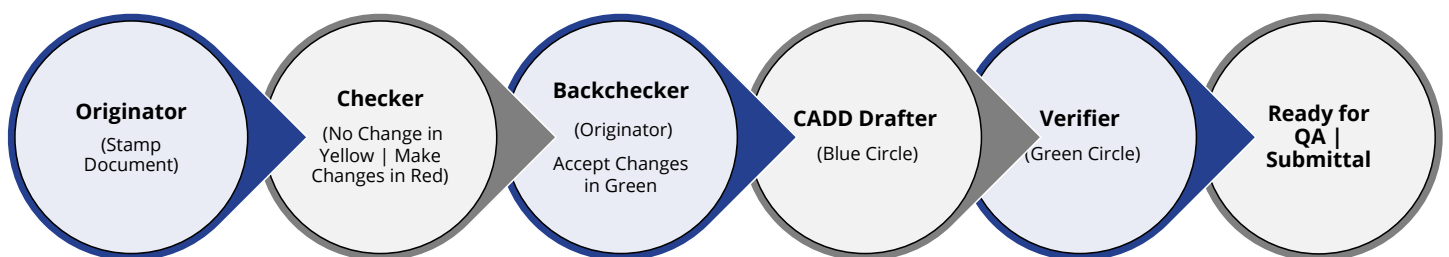 Originator
(Stamp
Document)
Checker
(No Change in
Yellow | Make
Changes in Red)
Backchecker
(Originator)
Accept Changes
in Green
CADD Drafter
(Blue Circle)
Verifier
(Green Circle)
Ready for
QA |
Submittal